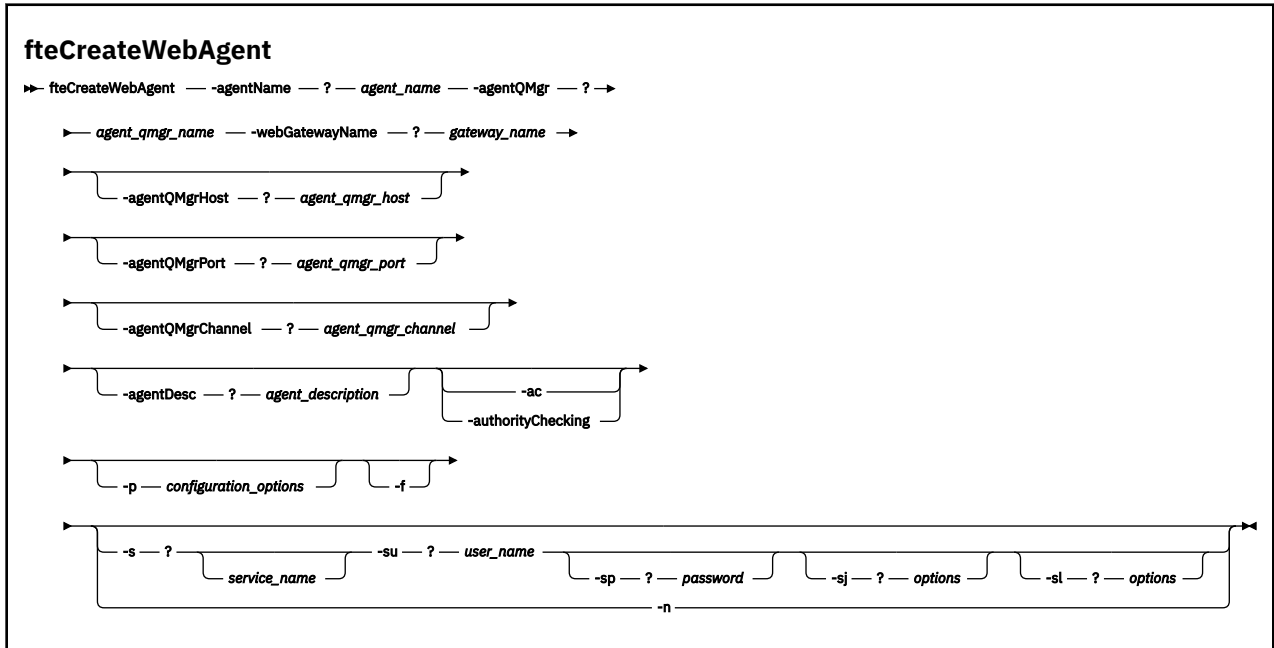 fteCreateWebAgent
fteCreateWebAgent -agentName ? agent_name -agentQMgr ?
agent_qmgr_name -webGatewayName ? gateway_name
-agentQMgrHost ? agent_qmgr_host
-agentQMgrPort ? agent_qmgr_port
-agentQMgrChannel ? agent_qmgr_channel
-agentDesc ? agent_description -ac
-authorityChecking
-p configuration_options -f
-s ? -su ? user_name
service_name -sp ? password -sj ? options -sl ? options
-n